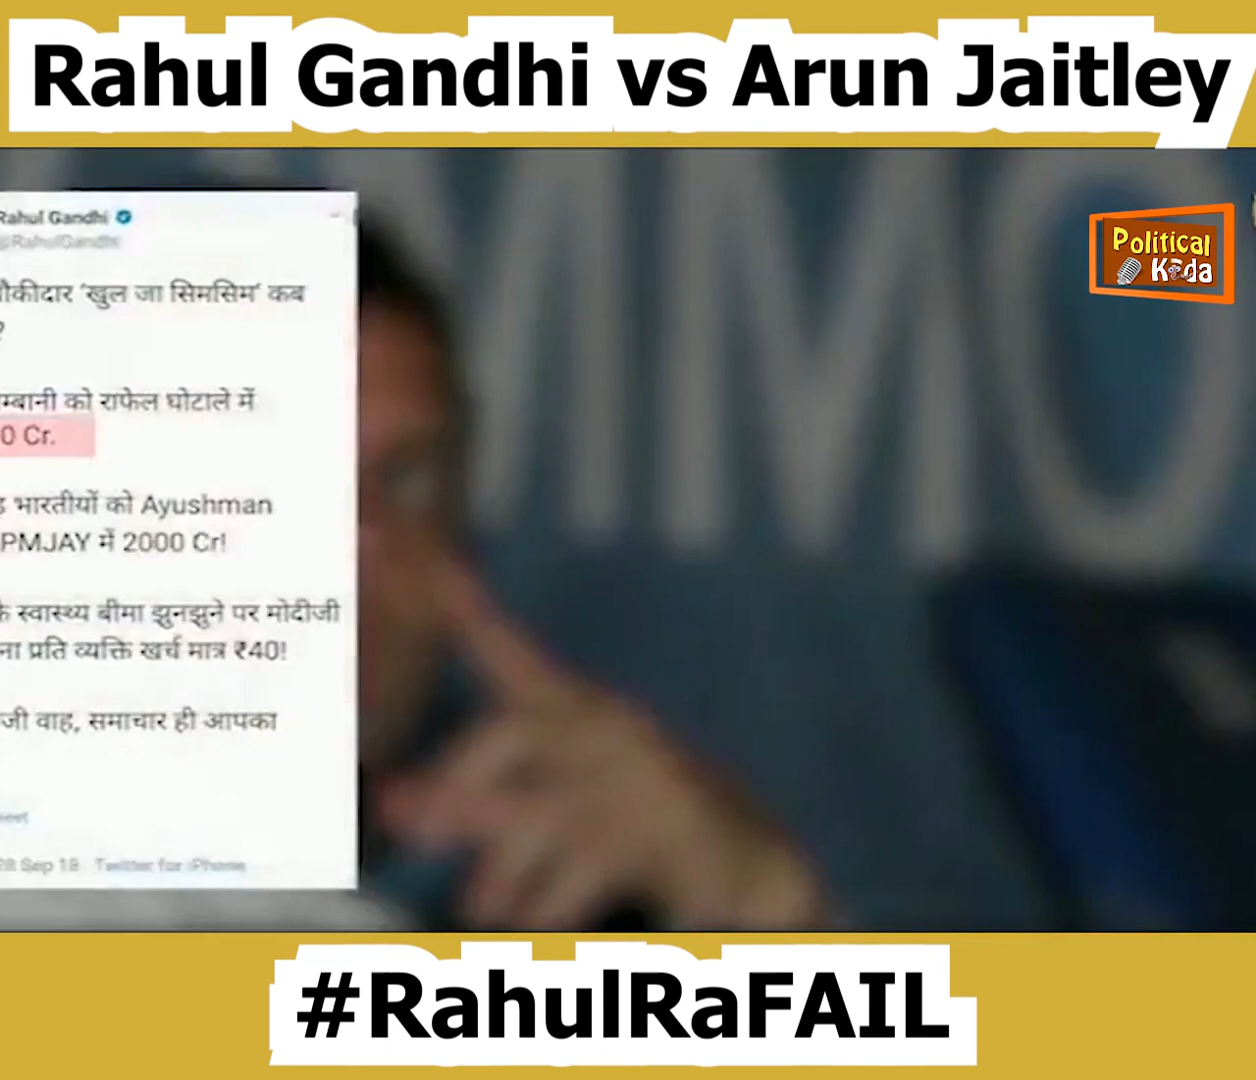 Rahul Gandhi vs Arun Jaitley
Rahul Gandhi
@RahulGandhi
'खुल जा सिमसिम' कब
?
को राफेल घोटाले में
0 Cr.
भारतीयों को Ayushman
PMJAY में 2000 Cr!
स्वास्थ्य बीमा झुनझुने पर मोदीजी
प्रति व्यक्ति खर्च मात्र ₹40!
जी वाह, समाचार ही आपका
28 Sep 18 Twitter for iPhone
Political
Kida
#RahulRaFAIL